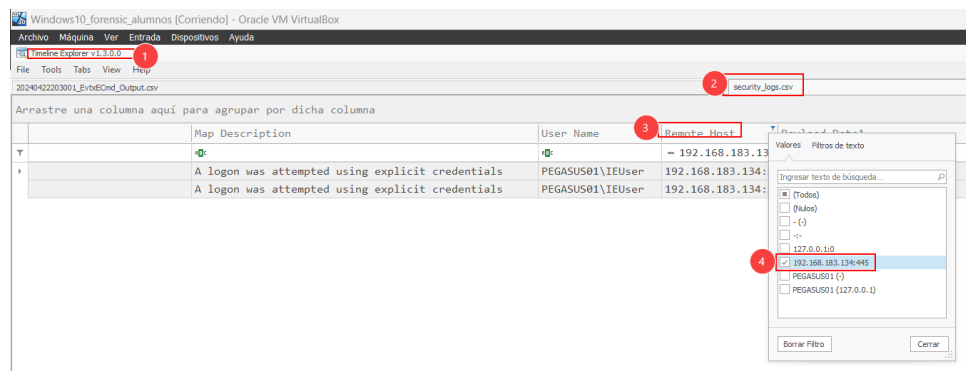 Windows10_forensic_alumnos [Corriendo] - Oracle VM VirtualBox
Archivo Máquina Ver Entrada Dispositivos Ayuda
Timeline Explorer v1.3.0.0
1
File Tools Tabs View Help
20240422203001_EvtxECmd_Output.csv
2
security_logs.csv
Arrastre una columna aquí para agrupar por dicha columna
Map Description User Name 3 Remote Host Payload Data1
= 192.168.183.13
A logon was attempted using explicit credentials PEGASUS01\IEUser 192.168.183.134:
A logon was attempted using explicit credentials PEGASUS01\IEUser 192.168.183.134:
Valores Filtros de texto
Ingresar texto de búsqueda...
(Todos)
(Nulos)
- (-)
-:-
127.0.0.1:0
4 192.168.183.134:445
PEGASUS01 (-)
PEGASUS01 (127.0.0.1)
Borrar Filtro Cerrar